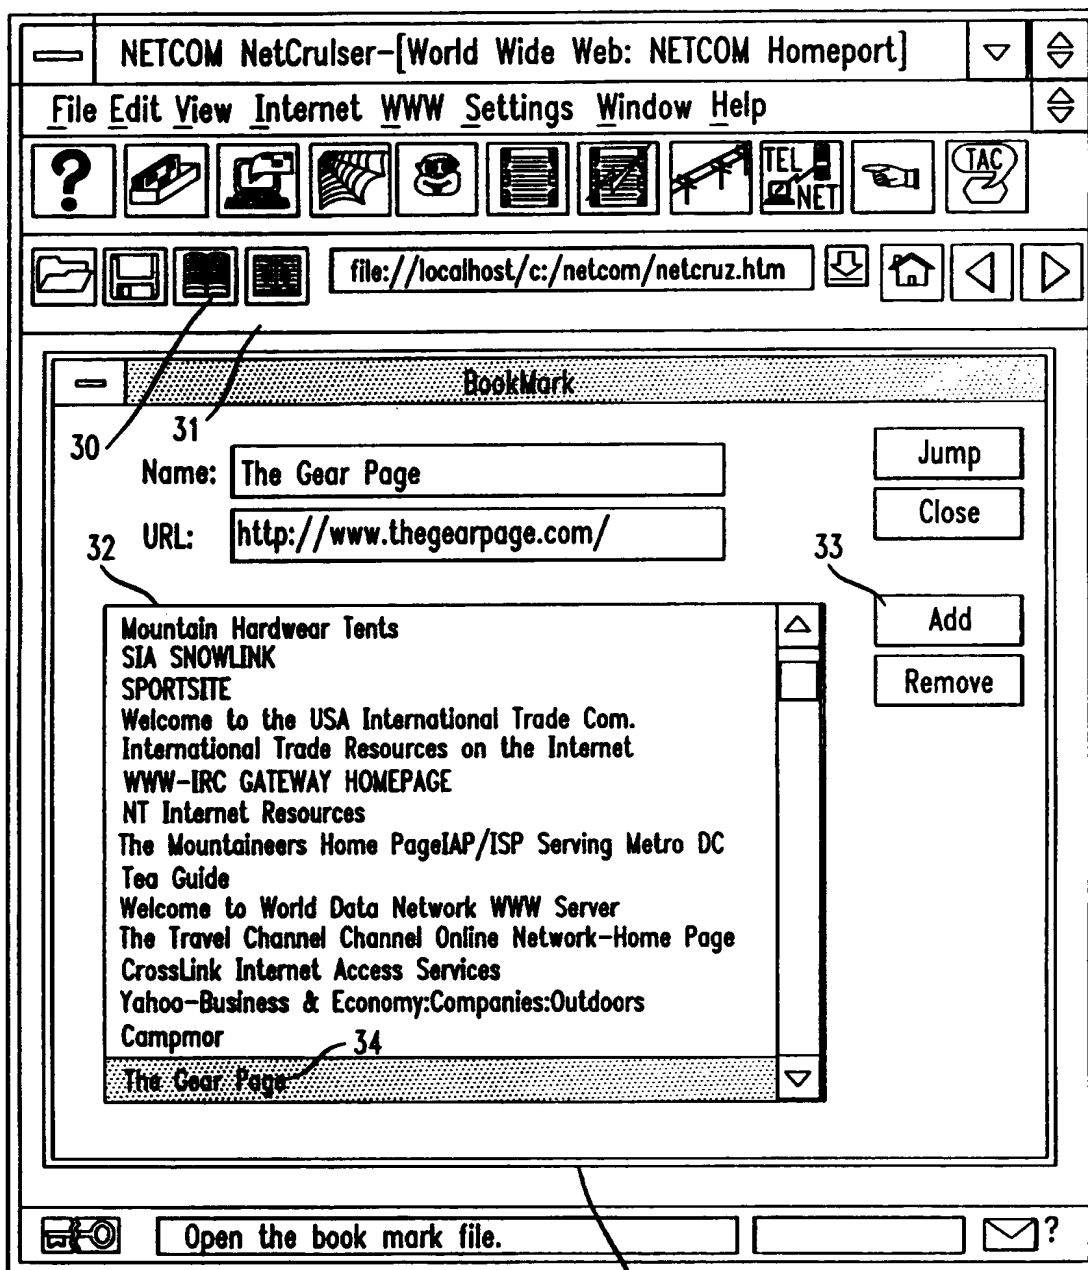 NETCOM NetCruIser-[World Wide Web: NETCOM Homeport]
File Edit View Internet WWW Settings Window Help
?
TEL NET
TAC
file://localhost/c:/netcom/netcruz.htm
BookMark
30
31
Name: The Gear Page
Jump
URL: http://www.thegearpage.com/
Close
32
33
Add
Remove
Mountain Hardwear Tents
SIA SNOWLINK
SPORTSITE
Welcome to the USA International Trade Com.
International Trade Resources on the Internet
WWW-IRC GATEWAY HOMEPAGE
NT Internet Resources
The Mountaineers Home PageIAP/ISP Serving Metro DC
Tea Guide
Welcome to World Data Network WWW Server
The Travel Channel Channel Online Network-Home Page
CrossLink Internet Access Services
Yahoo-Business & Economy:Companies:Outdoors
Campmor
34
The Gear Page
Open the book mark file.
?